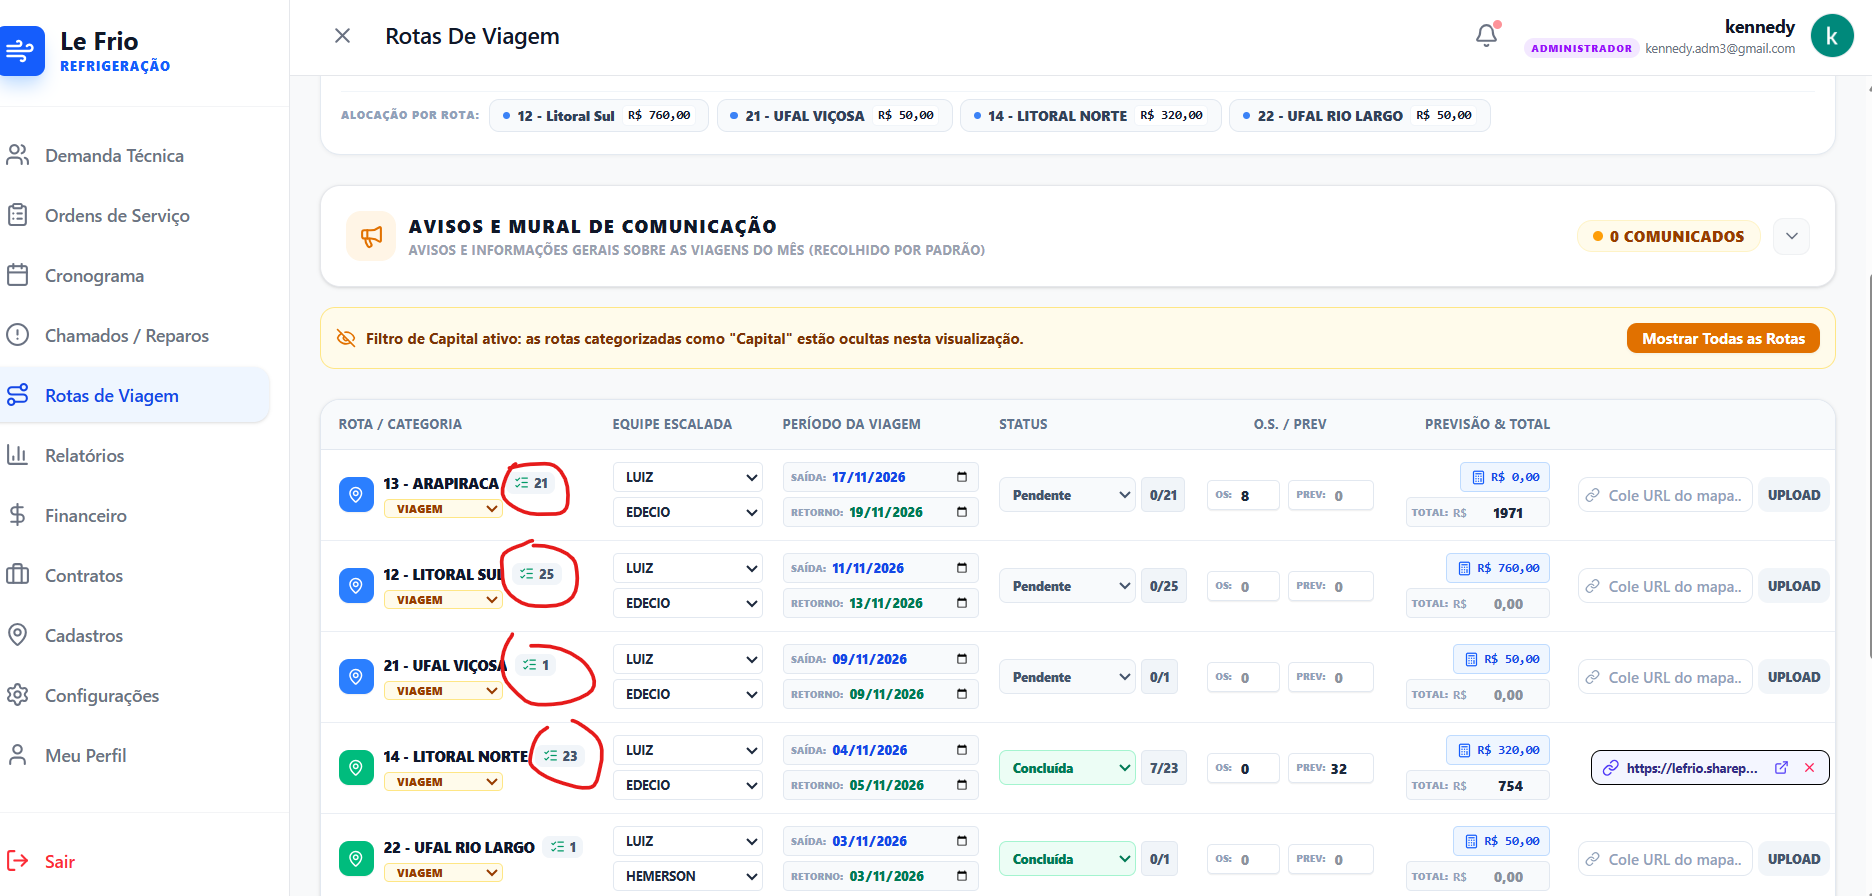 Le Frio
REFRIGERAÇÃO
Rotas De Viagem
kennedy
ADMINISTRADOR kennedy.adm3@gmail.com
k
Demanda Técnica
Ordens de Serviço
Cronograma
Chamados / Reparos
Rotas de Viagem
Relatórios
Financeiro
Contratos
Cadastros
Configurações
Meu Perfil
Sair
ALOCAÇÃO POR ROTA: 12 - Litoral Sul R$ 760,00 21 - UFAL VIÇOSA R$ 50,00 14 - LITORAL NORTE R$ 320,00 22 - UFAL RIO LARGO R$ 50,00
AVISOS E MURAL DE COMUNICAÇÃO
AVISOS E INFORMAÇÕES GERAIS SOBRE AS VIAGENS DO MÊS (RECOLHIDO POR PADRÃO)
0 COMUNICADOS
Filtro de Capital ativo: as rotas categorizadas como "Capital" estão ocultas nesta visualização.
Mostrar Todas as Rotas
ROTA / CATEGORIA EQUIPE ESCALADA PERÍODO DA VIAGEM STATUS O.S. / PREV PREVISÃO & TOTAL
13 - ARAPIRACA 21 LUIZ SAÍDA: 17/11/2026 R$ 0,00
Pendente 0/21 OS: 8 PREV: 0 Cole URL do mapa.. UPLOAD
VIAGEM EDECIO RETORNO: 19/11/2026 TOTAL: R$ 1971
12 - LITORAL SUL 25 LUIZ SAÍDA: 11/11/2026 R$ 760,00
Pendente 0/25 OS: 0 PREV: 0 Cole URL do mapa.. UPLOAD
VIAGEM EDECIO RETORNO: 13/11/2026 TOTAL: R$ 0,00
21 - UFAL VIÇOSA 1 LUIZ SAÍDA: 09/11/2026 R$ 50,00
Pendente 0/1 OS: 0 PREV: 0 Cole URL do mapa.. UPLOAD
VIAGEM EDECIO RETORNO: 09/11/2026 TOTAL: R$ 0,00
14 - LITORAL NORTE 23 LUIZ SAÍDA: 04/11/2026 R$ 320,00
Concluída 7/23 OS: 0 PREV: 32 https://lefrio.sharep...
VIAGEM EDECIO RETORNO: 05/11/2026 TOTAL: R$ 754
22 - UFAL RIO LARGO 1 LUIZ SAÍDA: 03/11/2026 R$ 50,00
Concluída 0/1 OS: 0 PREV: 0 Cole URL do mapa.. UPLOAD
VIAGEM HEMERSON RETORNO: 03/11/2026 TOTAL: R$ 0,00